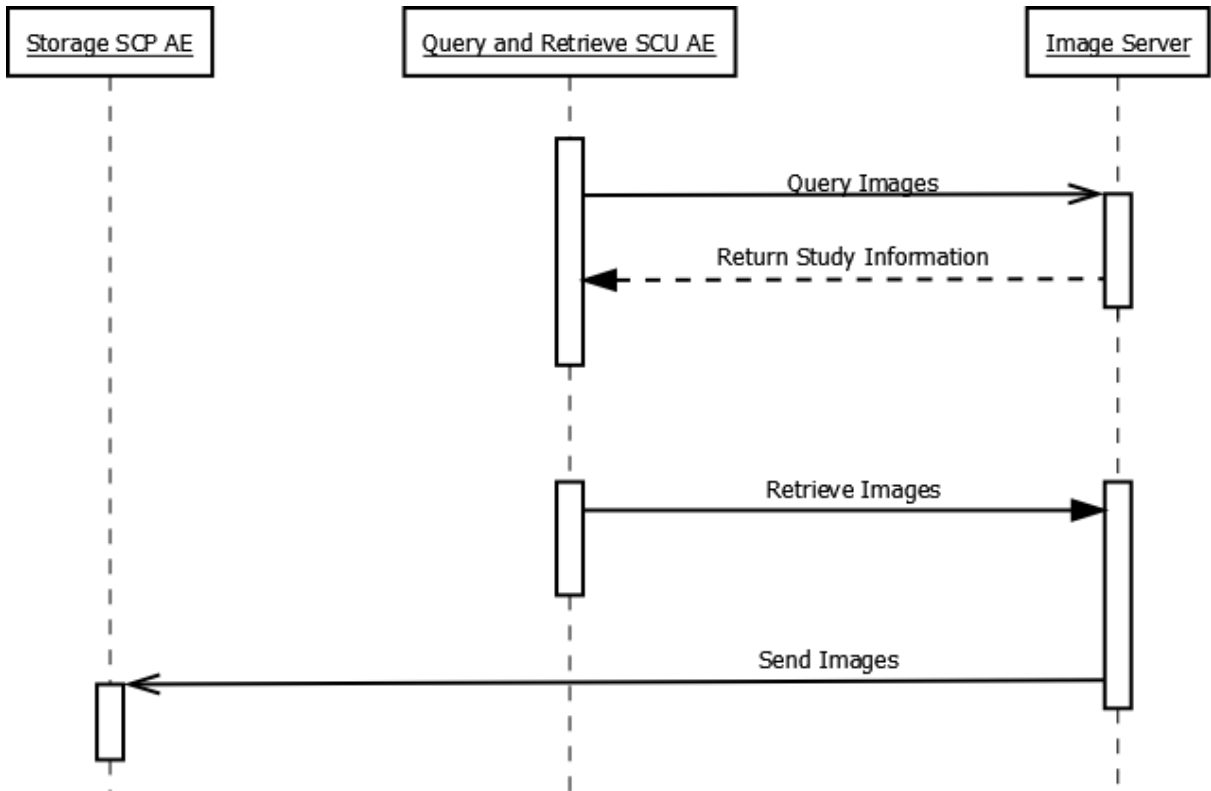 Storage SCP AE
Query and Retrieve SCU AE
Image Server
Query Images
Return Study Information
Retrieve Images
Send Images